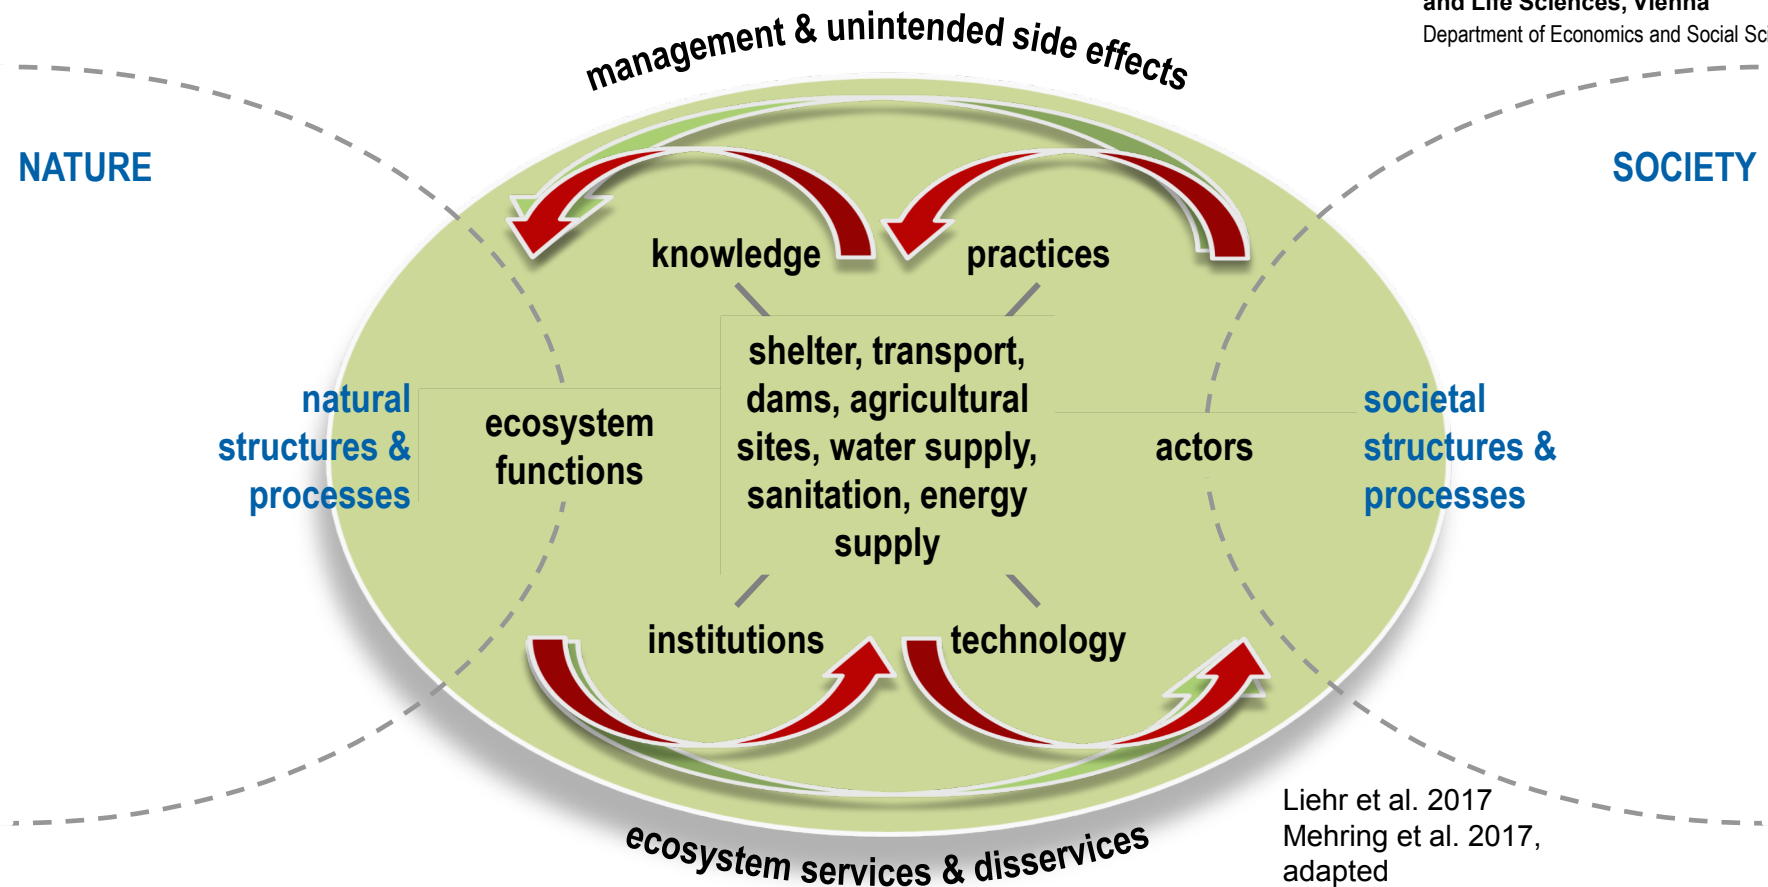 and Life Sciences, Vienna
Department of Economics and Social
management & unintended side effects
NATURE
SOCIETY
knowledge
practices
shelter, transport,
dams, agricultural
sites, water supply,
sanitation, energy
supply
natural
structures &
processes
ecosystem
functions
actors
societal
structures &
processes
institutions
technology
ecosystem services & disservices
Liehr et al. 2017
Mehring et al. 2017,
adapted